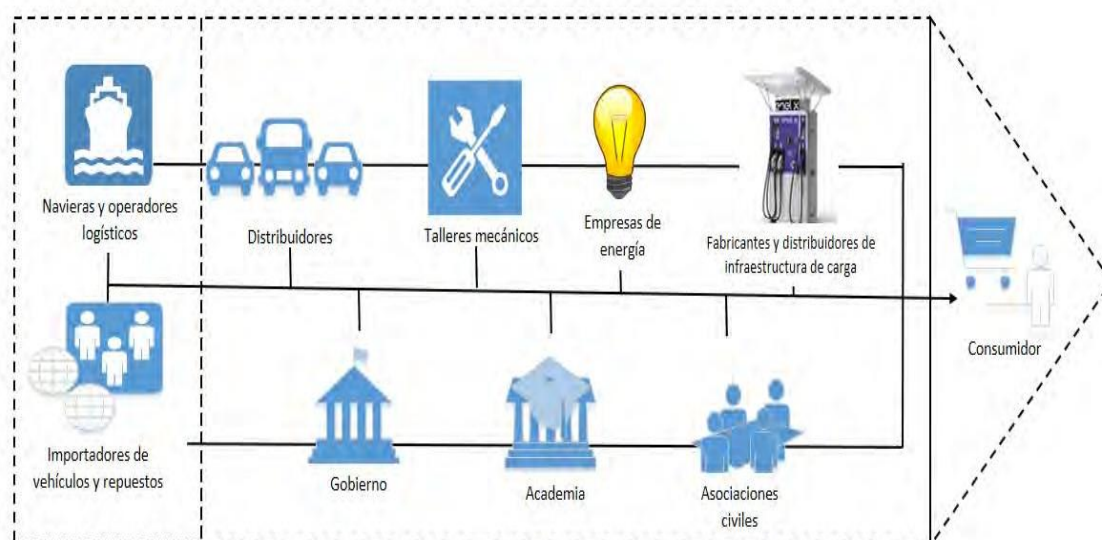 Navieras y operadores
logísticos
Distribuidores
Talleres mecánicos
Empresas de
energía
Fabricantes y distribuidores de
infraestructura de carga
Consumidor
Importadores de
vehículos y repuestos
Gobierno
Academia
Asociaciones
civiles